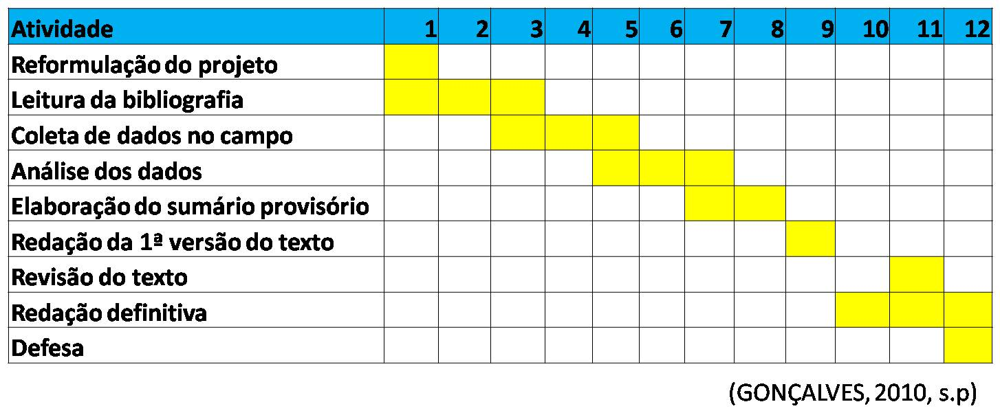 Atividade 1 2 3 4 5 6 7 8 9 10 11 12
Reformulação do projeto
Leitura da bibliografia
Coleta de dados no campo
Análise dos dados
Elaboração do sumário provisório
Redação da 1ª versão do texto
Revisão do texto
Redação definitiva
Defesa
(GONÇALVES, 2010, s.p)